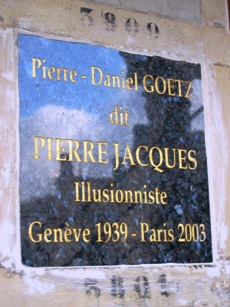 Pierre - Daniel GOETZ
dit
PIERRE JACQUES
Illusionniste
Genève 1939 - Paris 2003